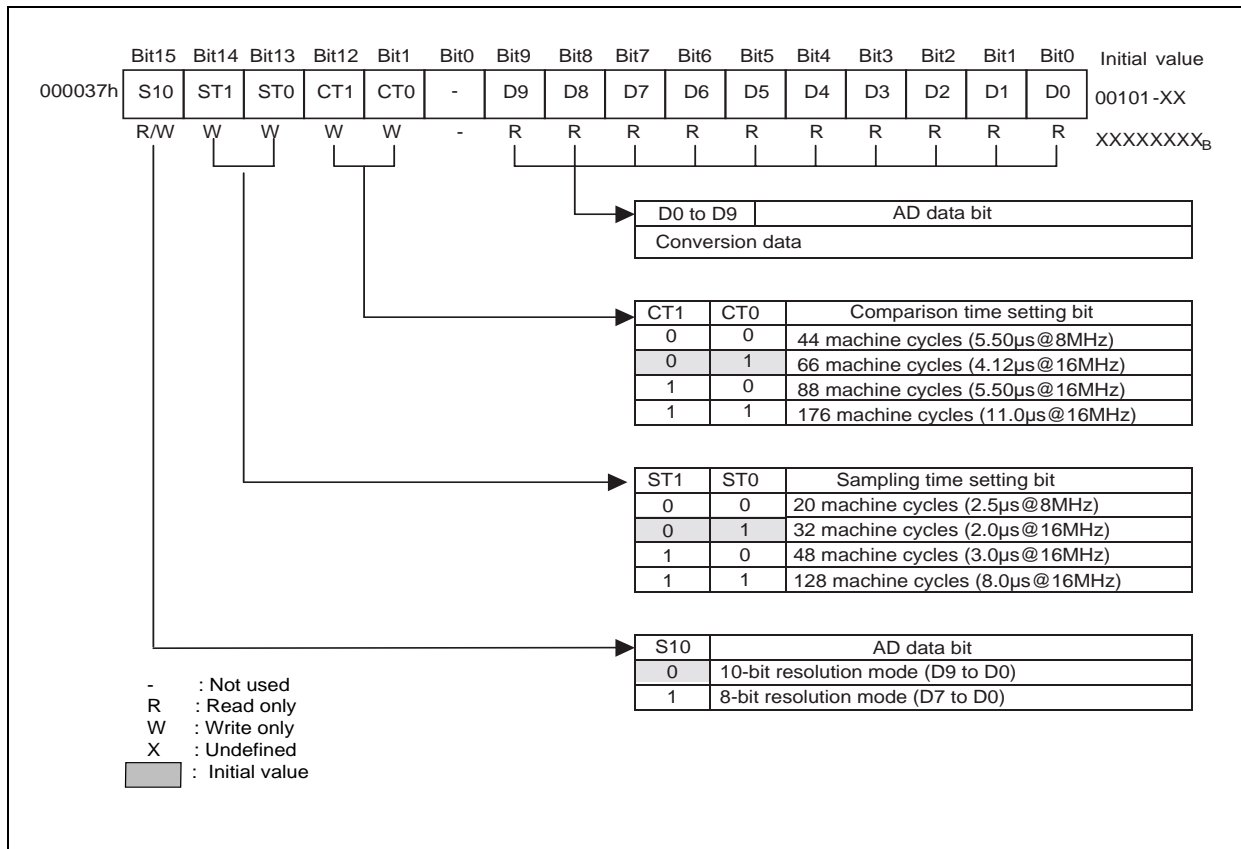 Bit15 Bit14 Bit13 Bit12 Bit1 Bit0 Bit9 Bit8 Bit7 Bit6 Bit5 Bit4 Bit3 Bit2 Bit1 Bit0 Initial value
000037h S10 ST1 ST0 CT1 CT0 - D9 D8 D7 D6 D5 D4 D3 D2 D1 D0 00101-XX
R/W W W W W - R R R R R R R R R R XXXXXXXXB
D0 to D9 AD data bit
Conversion data
CT1 CT0 Comparison time setting bit
0 0 44 machine cycles (5.50µs@8MHz)
0 1 66 machine cycles (4.12µs@16MHz)
1 0 88 machine cycles (5.50µs@16MHz)
1 1 176 machine cycles (11.0µs@16MHz)
ST1 ST0 Sampling time setting bit
0 0 20 machine cycles (2.5µs@8MHz)
0 1 32 machine cycles (2.0µs@16MHz)
1 0 48 machine cycles (3.0µs@16MHz)
1 1 128 machine cycles (8.0µs@16MHz)
S10 AD data bit
0 10-bit resolution mode (D9 to D0)
1 8-bit resolution mode (D7 to D0)
- : Not used
R : Read only
W : Write only
X : Undefined
: Initial value